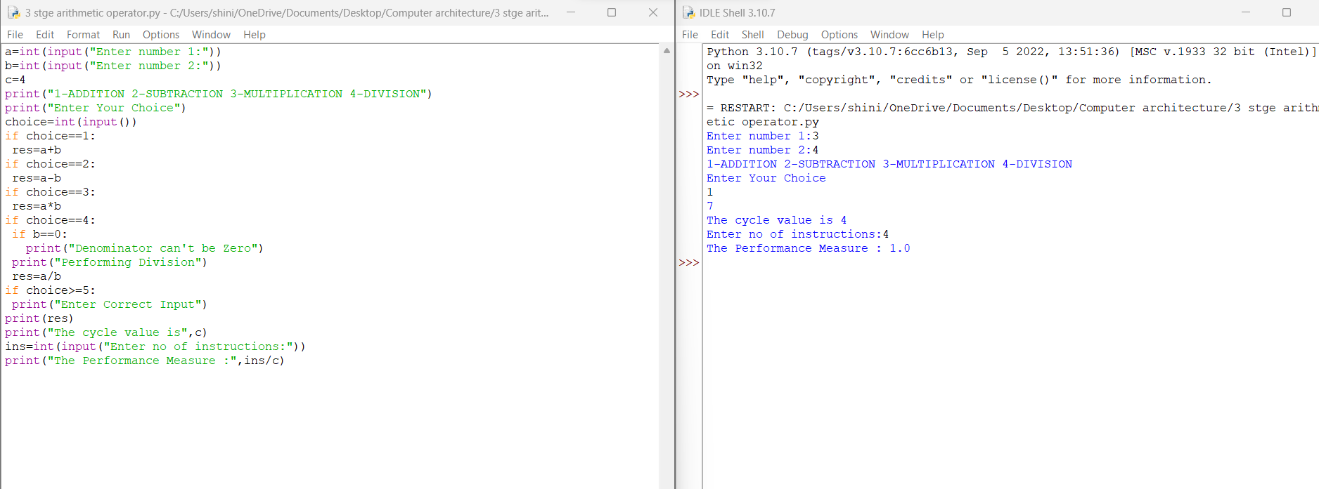 3 stge arithmetic operator.py - C:/Users/shini/OneDrive/Documents/Desktop/Computer architecture/3 stge arit...
File Edit Format Run Options Window Help
a=int(input("Enter number 1:"))
b=int(input("Enter number 2:"))
c=4
print("1-ADDITION 2-SUBTRACTION 3-MULTIPLICATION 4-DIVISION")
print("Enter Your Choice")
choice=int(input())
if choice==1:
 res=a+b
if choice==2:
 res=a-b
if choice==3:
 res=a*b
if choice==4:
 if b==0:
   print("Denominator can't be Zero")
 print("Performing Division")
 res=a/b
if choice>=5:
 print("Enter Correct Input")
print(res)
print("The cycle value is",c)
ins=int(input("Enter no of instructions:"))
print("The Performance Measure :",ins/c)
IDLE Shell 3.10.7
File Edit Shell Debug Options Window Help
Python 3.10.7 (tags/v3.10.7:6cc6b13, Sep  5 2022, 13:51:36) [MSC v.1933 32 bit (Intel)]
on win32
Type "help", "copyright", "credits" or "license()" for more information.
>>>
= RESTART: C:/Users/shini/OneDrive/Documents/Desktop/Computer architecture/3 stge arith
etic operator.py
Enter number 1:3
Enter number 2:4
1-ADDITION 2-SUBTRACTION 3-MULTIPLICATION 4-DIVISION
Enter Your Choice
1
7
The cycle value is 4
Enter no of instructions:4
The Performance Measure : 1.0
>>>